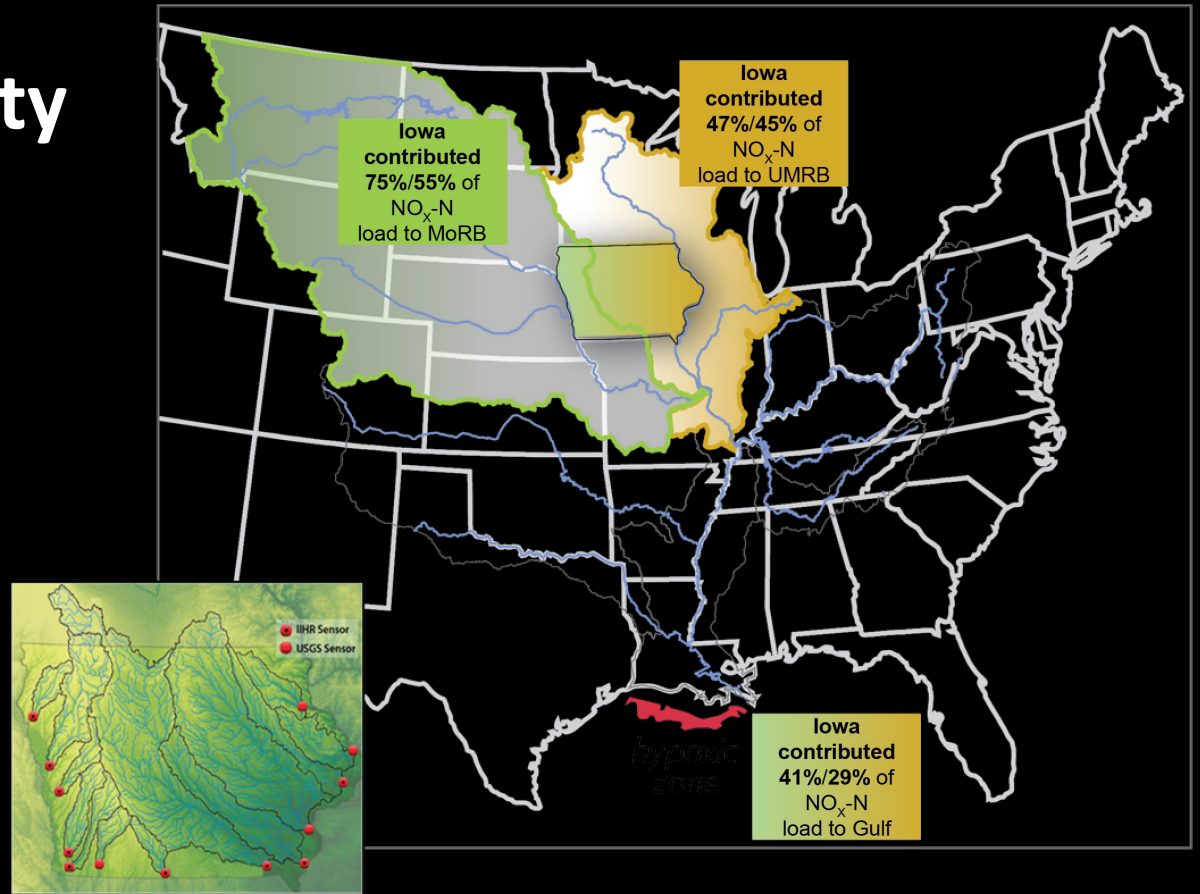 ty
Iowa
contributed
47%/45% of
NOₓ-N
load to UMRB
Iowa
contributed
75%/55% of
NOₓ-N
load to MoRB
IIHR Sensor
USGS Sensor
hypoxic
zone
Iowa
contributed
41%/29% of
NOₓ-N
load to Gulf